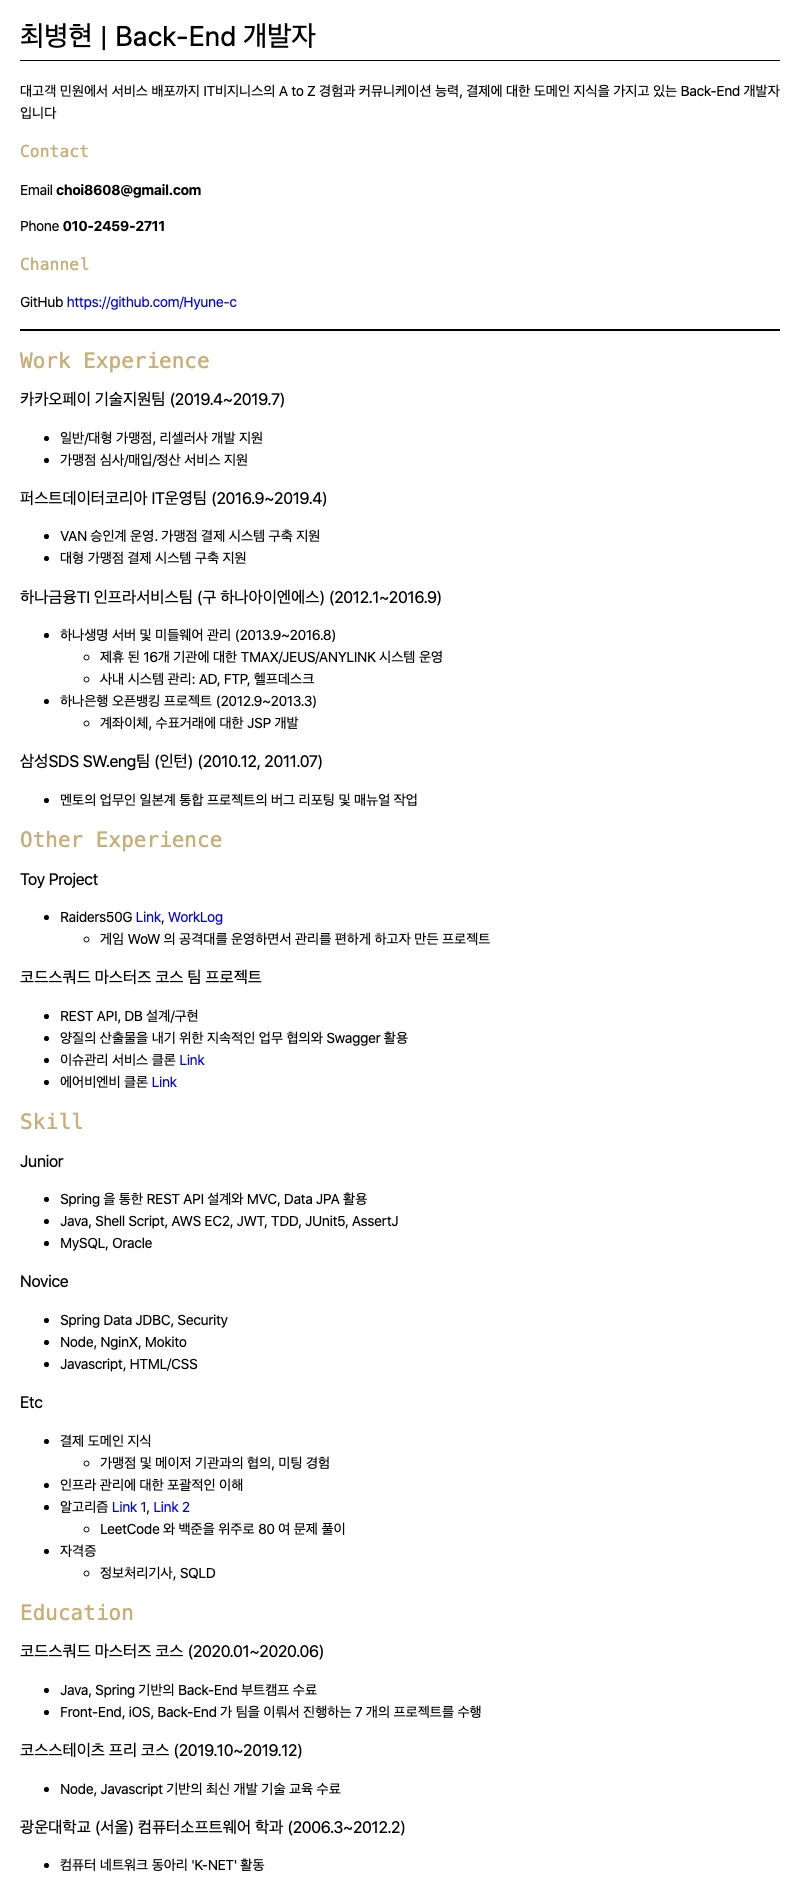 최병현 | Back-End 개발자
대고객 민원에서 서비스 배포까지 IT비지니스의 A to Z 경험과 커뮤니케이션 능력, 결제에 대한 도메인 지식을 가지고 있는 Back-End 개발자
입니다
Contact
Email choi8608@gmail.com
Phone 010-2459-2711
Channel
GitHub https://github.com/Hyune-c
Work Experience
카카오페이 기술지원팀 (2019.4~2019.7)
• 일반/대형 가맹점, 리셀러사 개발 지원
• 가맹점 심사/매입/정산 서비스 지원
퍼스트데이터코리아 IT운영팀 (2016.9~2019.4)
• VAN 승인계 운영. 가맹점 결제 시스템 구축 지원
• 대형 가맹점 결제 시스템 구축 지원
하나금융TI 인프라서비스팀 (구 하나아이엔에스) (2012.1~2016.9)
• 하나생명 서버 및 미들웨어 관리 (2013.9~2016.8)
◦ 제휴 된 16개 기관에 대한 TMAX/JEUS/ANYLINK 시스템 운영
◦ 사내 시스템 관리: AD, FTP, 헬프데스크
• 하나은행 오픈뱅킹 프로젝트 (2012.9~2013.3)
◦ 계좌이체, 수표거래에 대한 JSP 개발
삼성SDS SW.eng팀 (인턴) (2010.12, 2011.07)
• 멘토의 업무인 일본계 통합 프로젝트의 버그 리포팅 및 매뉴얼 작업
Other Experience
Toy Project
• Raiders50G Link, WorkLog
◦ 게임 WoW 의 공격대를 운영하면서 관리를 편하게 하고자 만든 프로젝트
코드스쿼드 마스터즈 코스 팀 프로젝트
• REST API, DB 설계/구현
• 양질의 산출물을 내기 위한 지속적인 업무 협의와 Swagger 활용
• 이슈관리 서비스 클론 Link
• 에어비엔비 클론 Link
Skill
Junior
• Spring 을 통한 REST API 설계와 MVC, Data JPA 활용
• Java, Shell Script, AWS EC2, JWT, TDD, JUnit5, AssertJ
• MySQL, Oracle
Novice
• Spring Data JDBC, Security
• Node, NginX, Mokito
• Javascript, HTML/CSS
Etc
• 결제 도메인 지식
◦ 가맹점 및 메이저 기관과의 협의, 미팅 경험
• 인프라 관리에 대한 포괄적인 이해
• 알고리즘 Link 1, Link 2
◦ LeetCode 와 백준을 위주로 80 여 문제 풀이
• 자격증
◦ 정보처리기사, SQLD
Education
코드스쿼드 마스터즈 코스 (2020.01~2020.06)
• Java, Spring 기반의 Back-End 부트캠프 수료
• Front-End, iOS, Back-End 가 팀을 이뤄서 진행하는 7 개의 프로젝트를 수행
코스스테이츠 프리 코스 (2019.10~2019.12)
• Node, Javascript 기반의 최신 개발 기술 교육 수료
광운대학교 (서울) 컴퓨터소프트웨어 학과 (2006.3~2012.2)
• 컴퓨터 네트워크 동아리 'K-NET' 활동